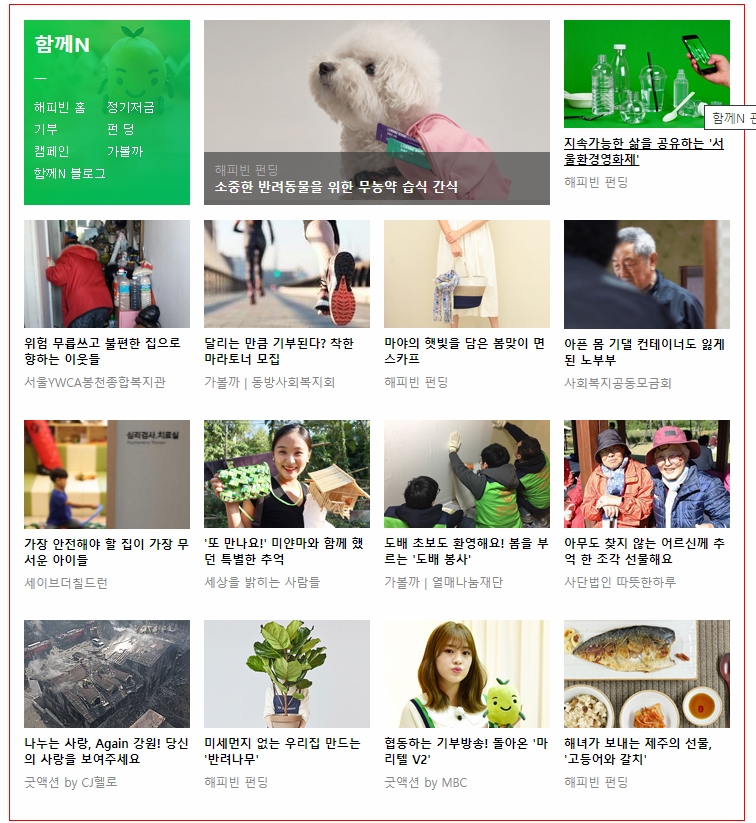 함께N
해피빈 홈 정기저금
기부 펀딩
캠페인 가볼까
함께N 블로그
해피빈 펀딩
소중한 반려동물을 위한 무농약 습식 간식
지속가능한 삶을 공유하는 '서
울환경영화제'
해피빈 펀딩
함께N
위험 무릅쓰고 불편한 집으로
향하는 이웃들
서울YWCA봉천종합복지관
달리는 만큼 기부된다? 착한
마라토너 모집
가볼까 | 동방사회복지회
마야의 햇빛을 담은 봄맞이 면
스카프
해피빈 펀딩
아픈 몸 기댈 컨테이너도 잃게
된 노부부
사회복지공동모금회
심리검사.치료실
가장 안전해야 할 집이 가장 무
서운 아이들
세이브더칠드런
'또 만나요!' 미얀마와 함께 했
던 특별한 추억
세상을 밝히는 사람들
도배 초보도 환영해요! 봄을 부
르는 '도배 봉사'
가볼까 | 열매나눔재단
아무도 찾지 않는 어르신께 추
억 한 조각 선물해요
사단법인 따뜻한하루
나누는 사랑, Again 강원! 당신
의 사랑을 보여주세요
굿액션 by CJ헬로
미세먼지 없는 우리집 만드는
'반려나무'
해피빈 펀딩
협동하는 기부방송! 돌아온 '마
리텔 V2'
굿액션 by MBC
해녀가 보내는 제주의 선물,
'고등어와 갈치'
해피빈 펀딩